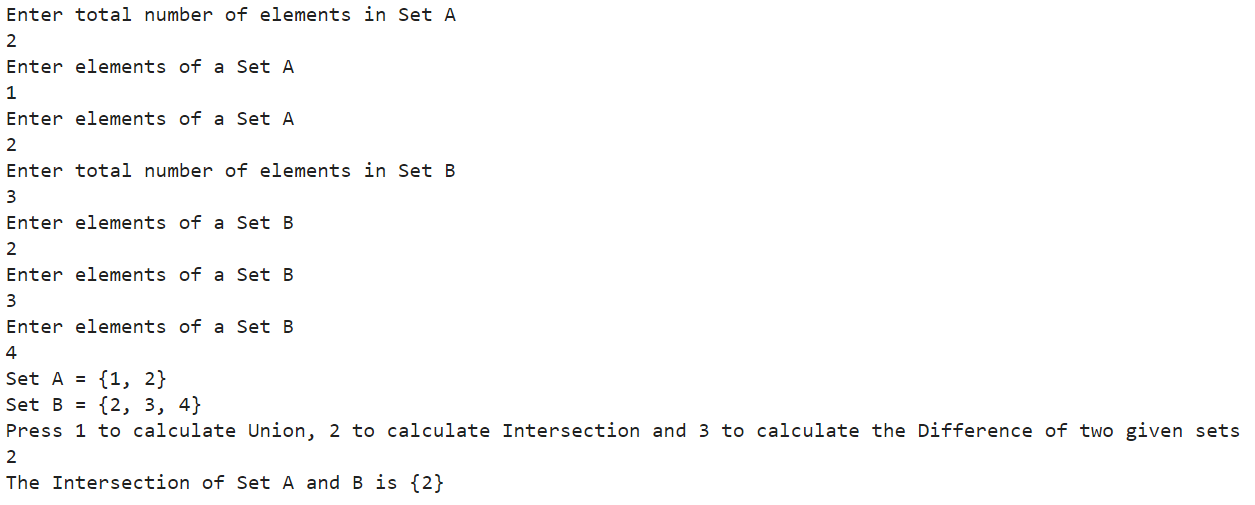 Enter total number of elements in Set A
2
Enter elements of a Set A
1
Enter elements of a Set A
2
Enter total number of elements in Set B
3
Enter elements of a Set B
2
Enter elements of a Set B
3
Enter elements of a Set B
4
Set A = {1, 2}
Set B = {2, 3, 4}
Press 1 to calculate Union, 2 to calculate Intersection and 3 to calculate the Difference of two given sets
2
The Intersection of Set A and B is {2}